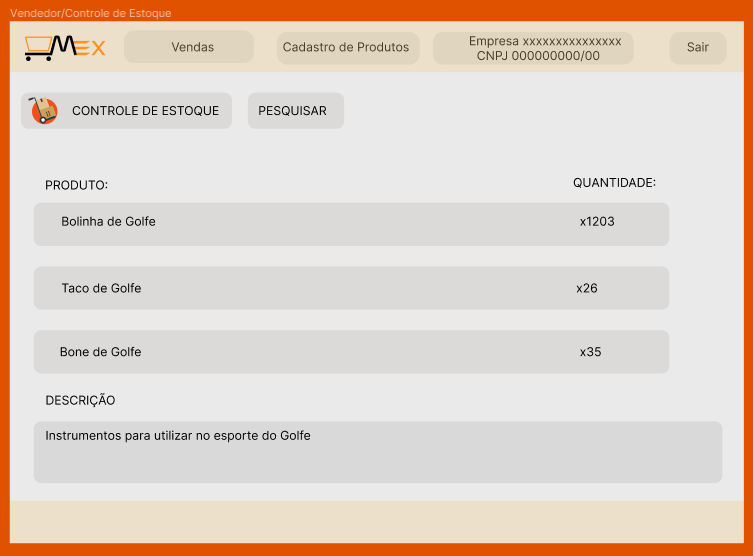 Vendedor/Controle de Estoque
MEX
Vendas
Cadastro de Produtos
Empresa xxxxxxxxxxxxxxx
CNPJ 000000000/00
Sair
CONTROLE DE ESTOQUE
PESQUISAR
PRODUTO:
QUANTIDADE:
Bolinha de Golfe
x1203
Taco de Golfe
x26
Bone de Golfe
x35
DESCRIÇÃO
Instrumentos para utilizar no esporte do Golfe